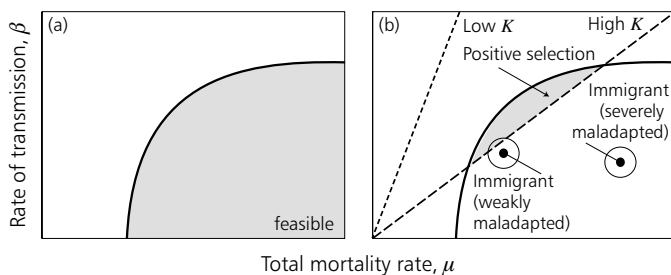 Rate of transmission, β
Total mortality rate, μ
(a)
feasible
(b)
Low K
High K
Positive selection
Immigrant
(severely
maladapted)
Immigrant
(weakly
maladapted)